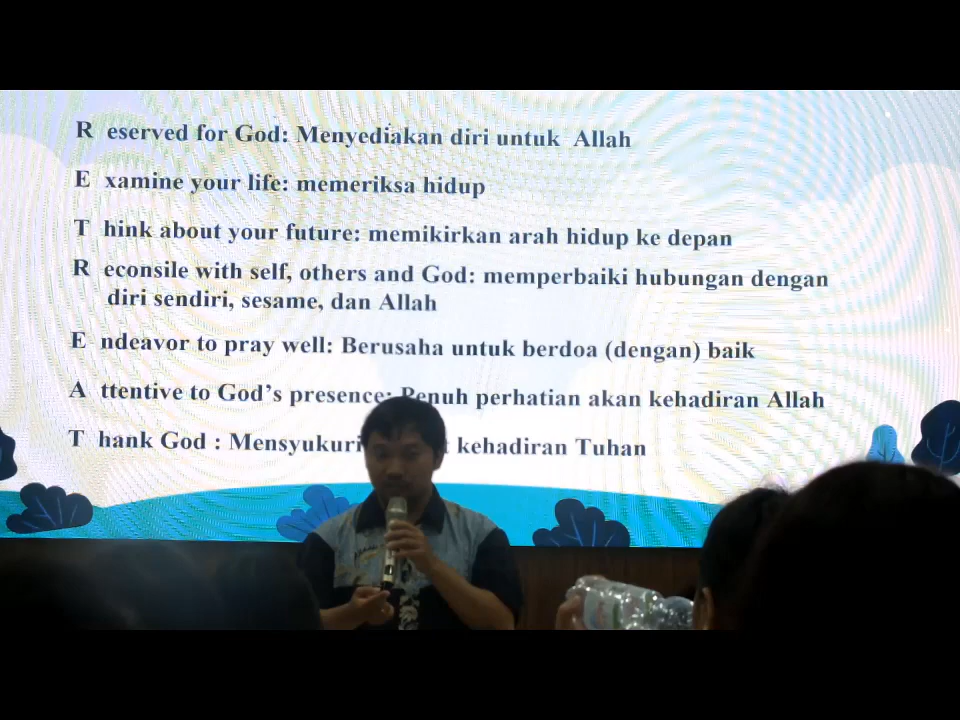 R eserved for God: Menyediakan diri untuk Allah
E xamine your life: memeriksa hidup
T hink about your future: memikirkan arah hidup ke depan
R econsile with self, others and God: memperbaiki hubungan dengan
diri sendiri, sesame, dan Allah
E ndeavor to pray well: Berusaha untuk berdoa (dengan) baik
A ttentive to God's presence: Penuh perhatian akan kehadiran Allah
T hank God : Mensyukuri kehadiran Tuhan